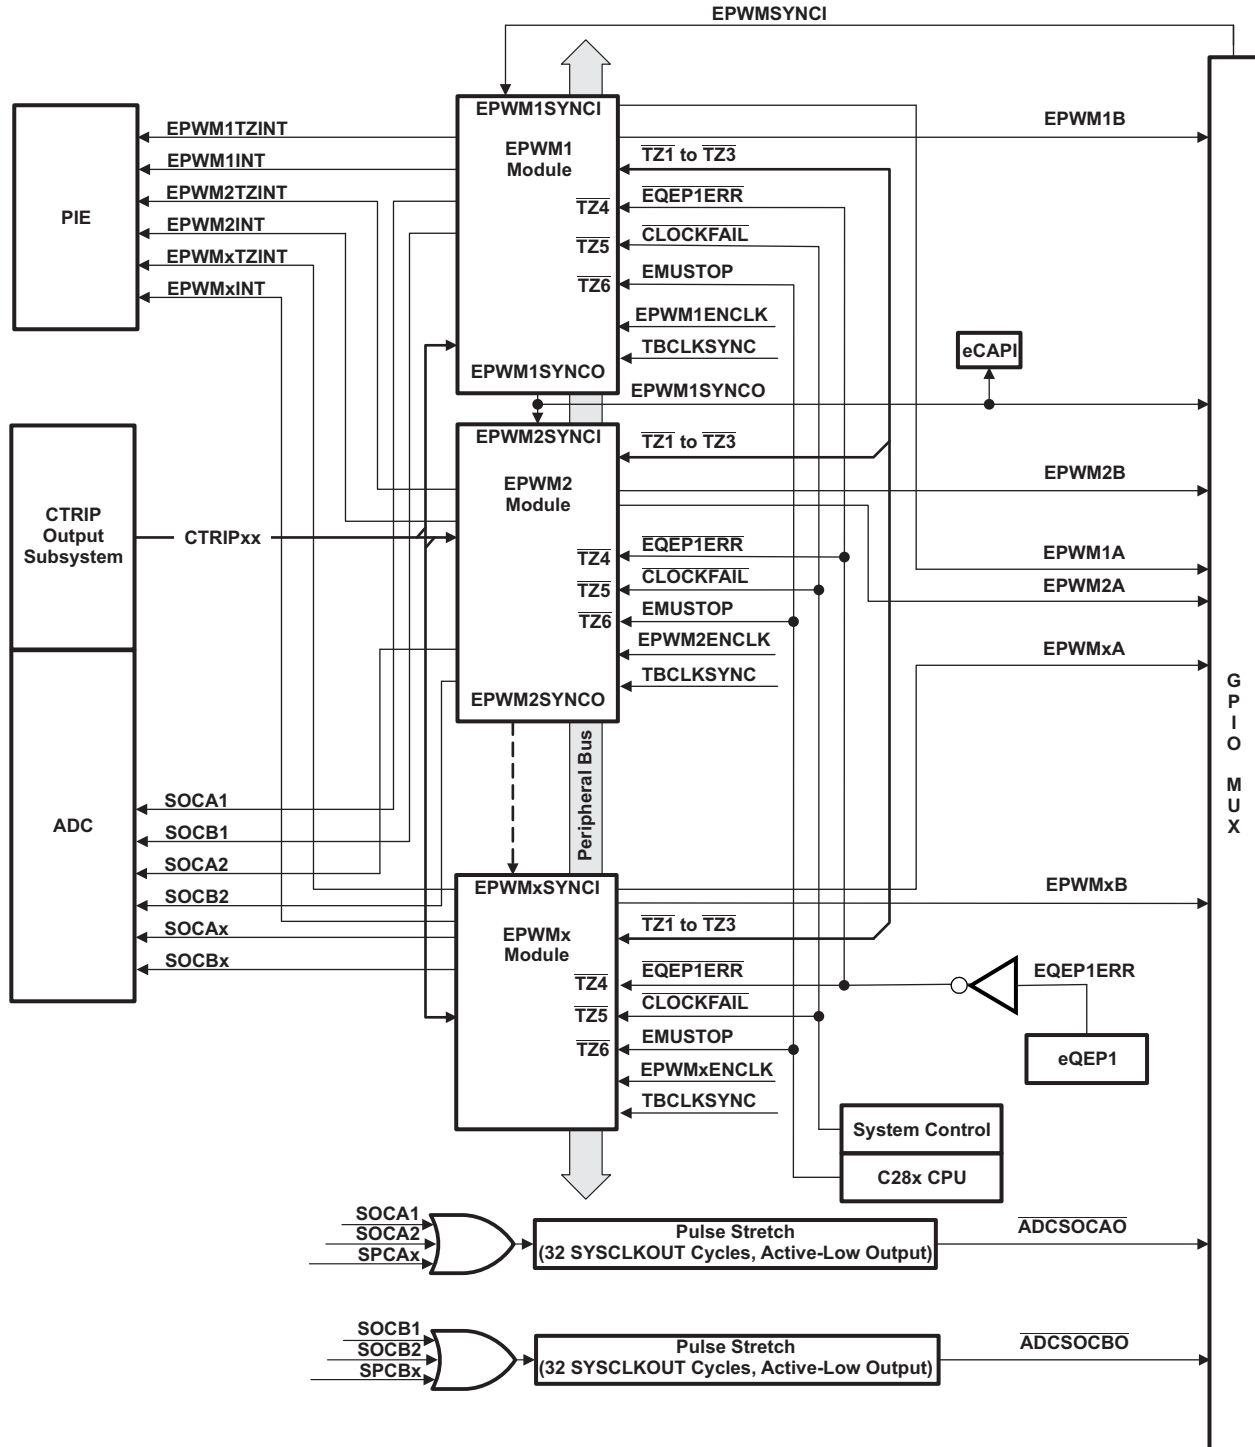 EPWMSYNCI
EPWM1SYNCI
EPWM1B
EPWM1TZINT
EPWM1
Module
TZ1 to TZ3
EPWM1INT
EPWM2TZINT
TZ4
EQEP1ERR
PIE
EPWM2INT
TZ5
CLOCKFAIL
EPWMxTZINT
TZ6
EMUSTOP
EPWMxINT
EPWM1ENCLK
TBCLKSYNC
eCAPI
EPWM1SYNCO
EPWM1SYNCO
EPWM2SYNCI
TZ1 to TZ3
EPWM2
Module
EPWM2B
CTRIP
Output
Subsystem
CTRIPxx
TZ4
EQEP1ERR
EPWM1A
TZ5
CLOCKFAIL
EPWM2A
TZ6
EMUSTOP
EPWM2ENCLK
EPWMxA
TBCLKSYNC
EPWM2SYNCO
GPIO MUX
Peripheral Bus
ADC
SOCA1
SOCB1
SOCA2
SOCB2
SOCAx
SOCBx
EPWMxSYNCI
EPWMxB
TZ1 to TZ3
EPWMx
Module
TZ4
EQEP1ERR
EQEP1ERR
TZ5
CLOCKFAIL
TZ6
EMUSTOP
eQEP1
EPWMxENCLK
TBCLKSYNC
System Control
C28x CPU
SOCA1
SOCA2
SPCAx
Pulse Stretch
(32 SYSCLKOUT Cycles, Active-Low Output)
ADCSOCAO
SOCB1
SOCB2
SPCBx
Pulse Stretch
(32 SYSCLKOUT Cycles, Active-Low Output)
ADCSOCBO